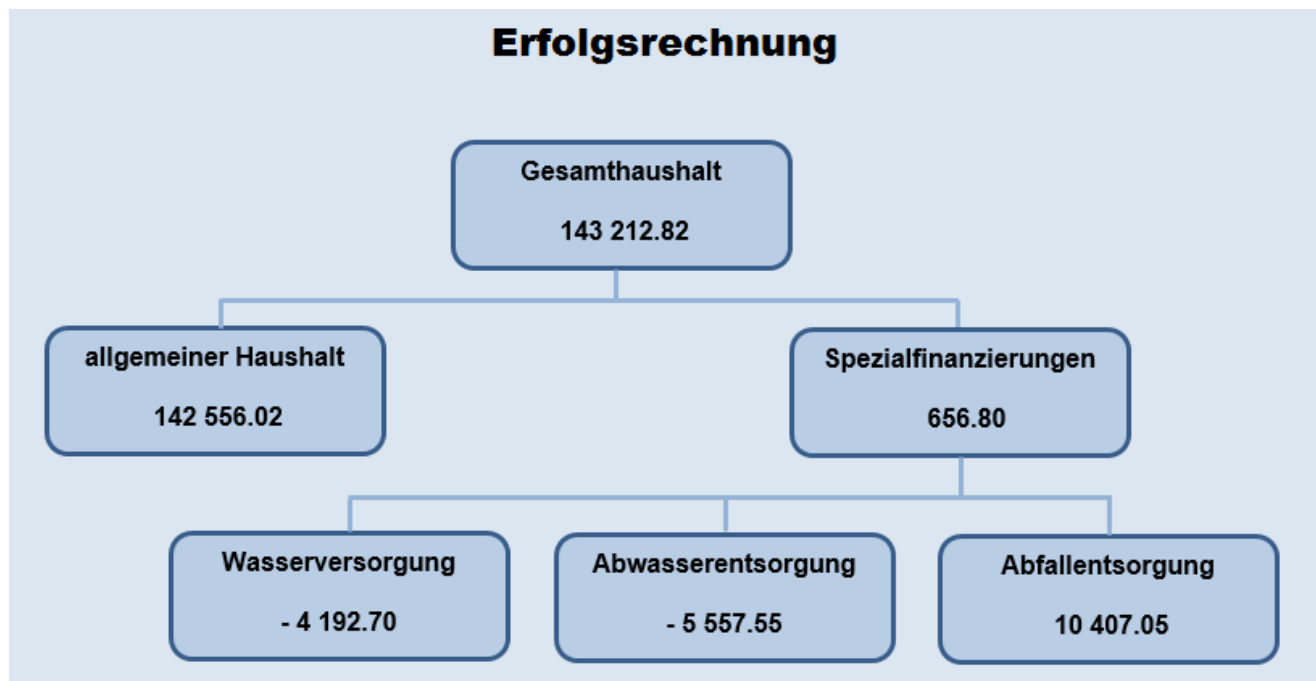 Erfolgsrechnung
Gesamthaushalt
143 212.82
allgemeiner Haushalt
142 556.02
Spezialfinanzierungen
656.80
Wasserversorgung
- 4 192.70
Abwasserentsorgung
- 5 557.55
Abfallentsorgung
10 407.05